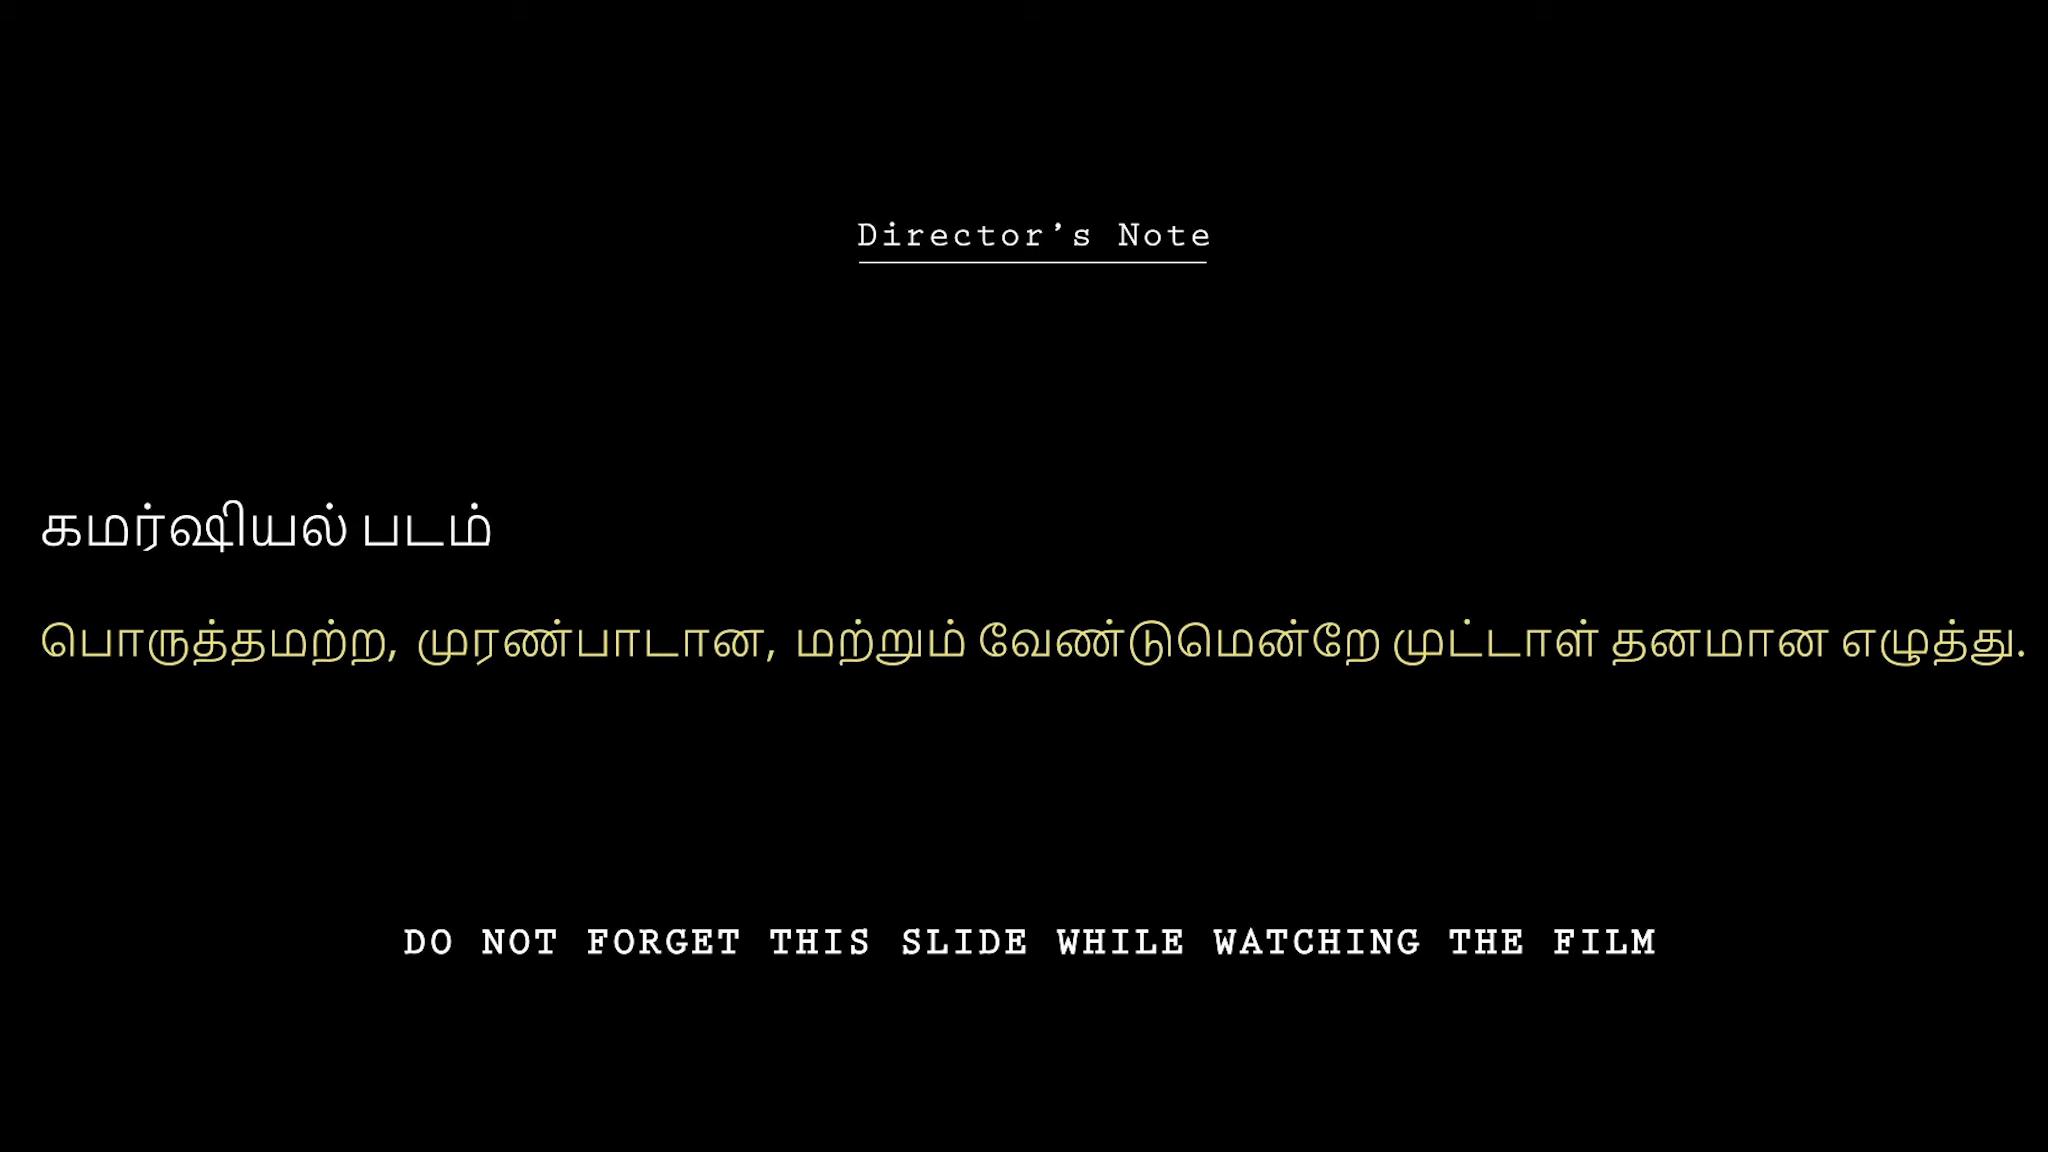 Director’s Note
கமர்ஷியல் படம்
பொருத்தமற்ற, முரண்பாடான, மற்றும் வேண்டுமென்றே முட்டாள் தனமான எழுத்து.
DO NOT FORGET THIS SLIDE WHILE WATCHING THE FILM